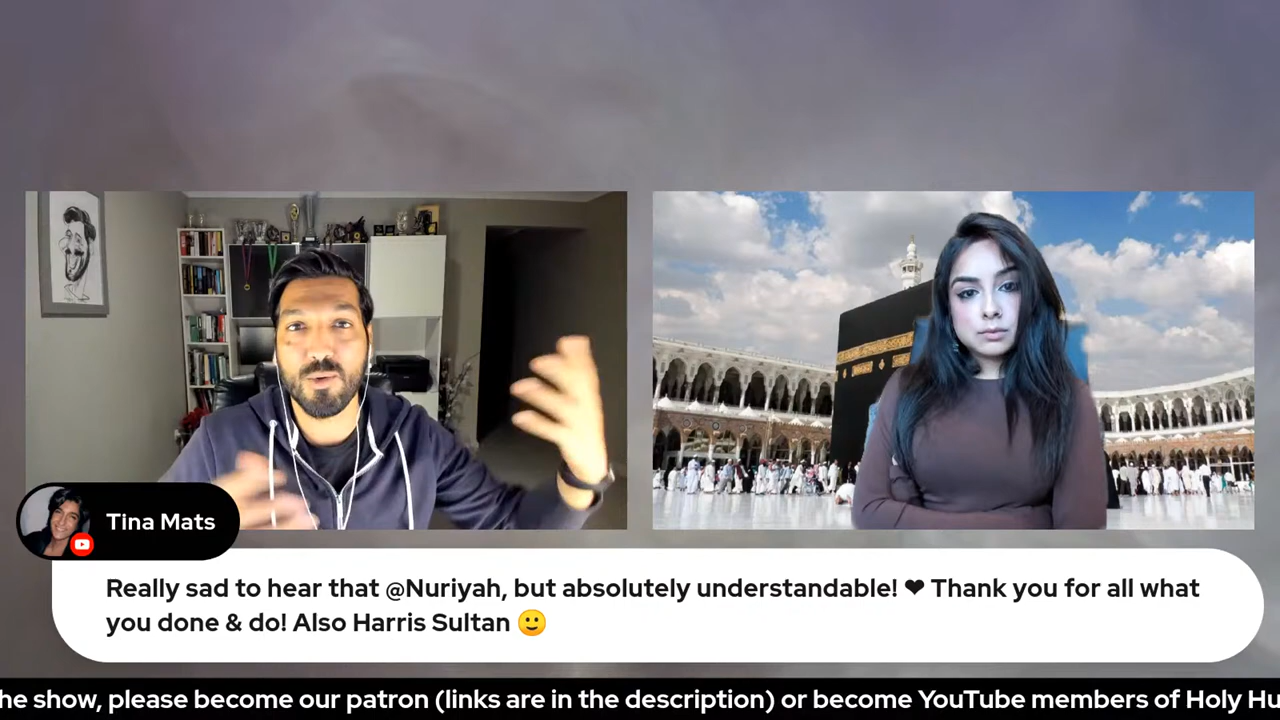 Tina Mats
Really sad to hear that @Nuriyah, but absolutely understandable! ❤ Thank you for all what
you done & do! Also Harris Sultan 🙂
he show, please become our patron (links are in the description) or become YouTube members of Holy Hu